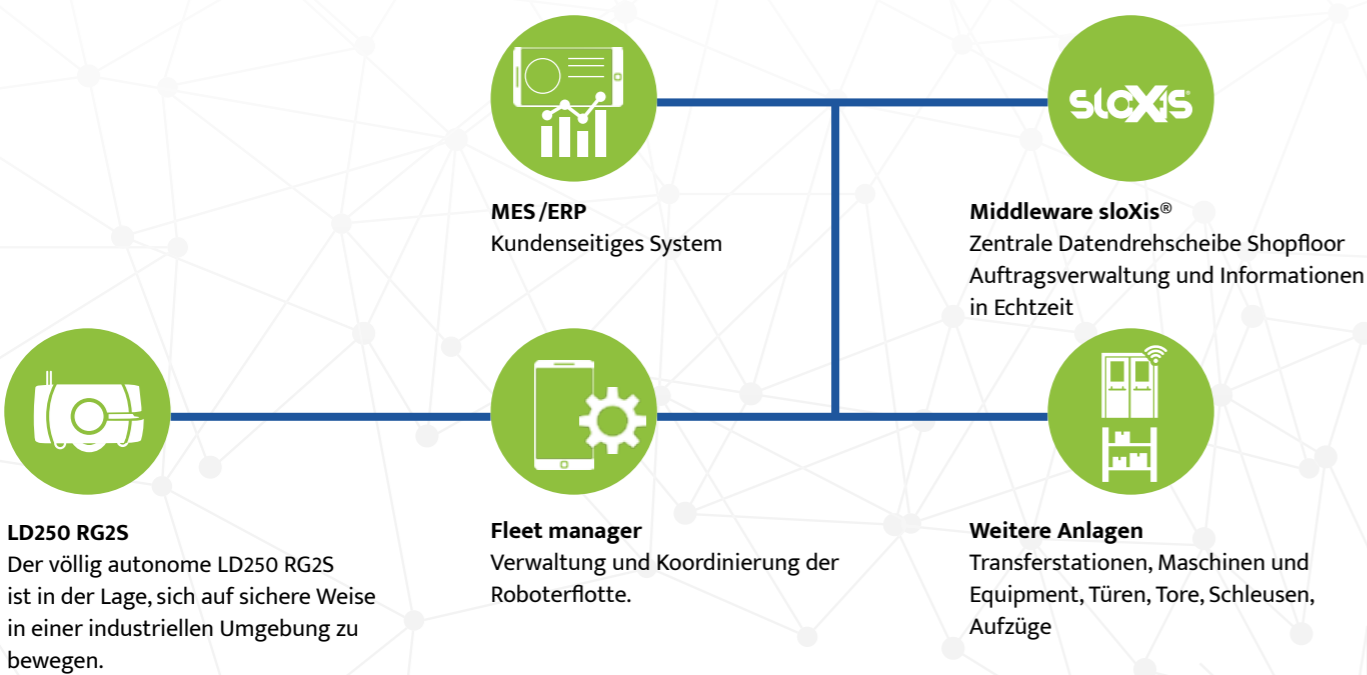 sloXis
MES/ERP
Kundenseitiges System
Middleware sloXis®
Zentrale Datendrehscheibe Shopfloor
Auftragsverwaltung und Informationen
in Echtzeit
LD250 RG2S
Der völlig autonome LD250 RG2S
ist in der Lage, sich auf sichere Weise
in einer industriellen Umgebung zu
bewegen.
Fleet manager
Verwaltung und Koordinierung der
Roboterflotte.
Weitere Anlagen
Transferstationen, Maschinen und
Equipment, Türen, Tore, Schleusen,
Aufzüge